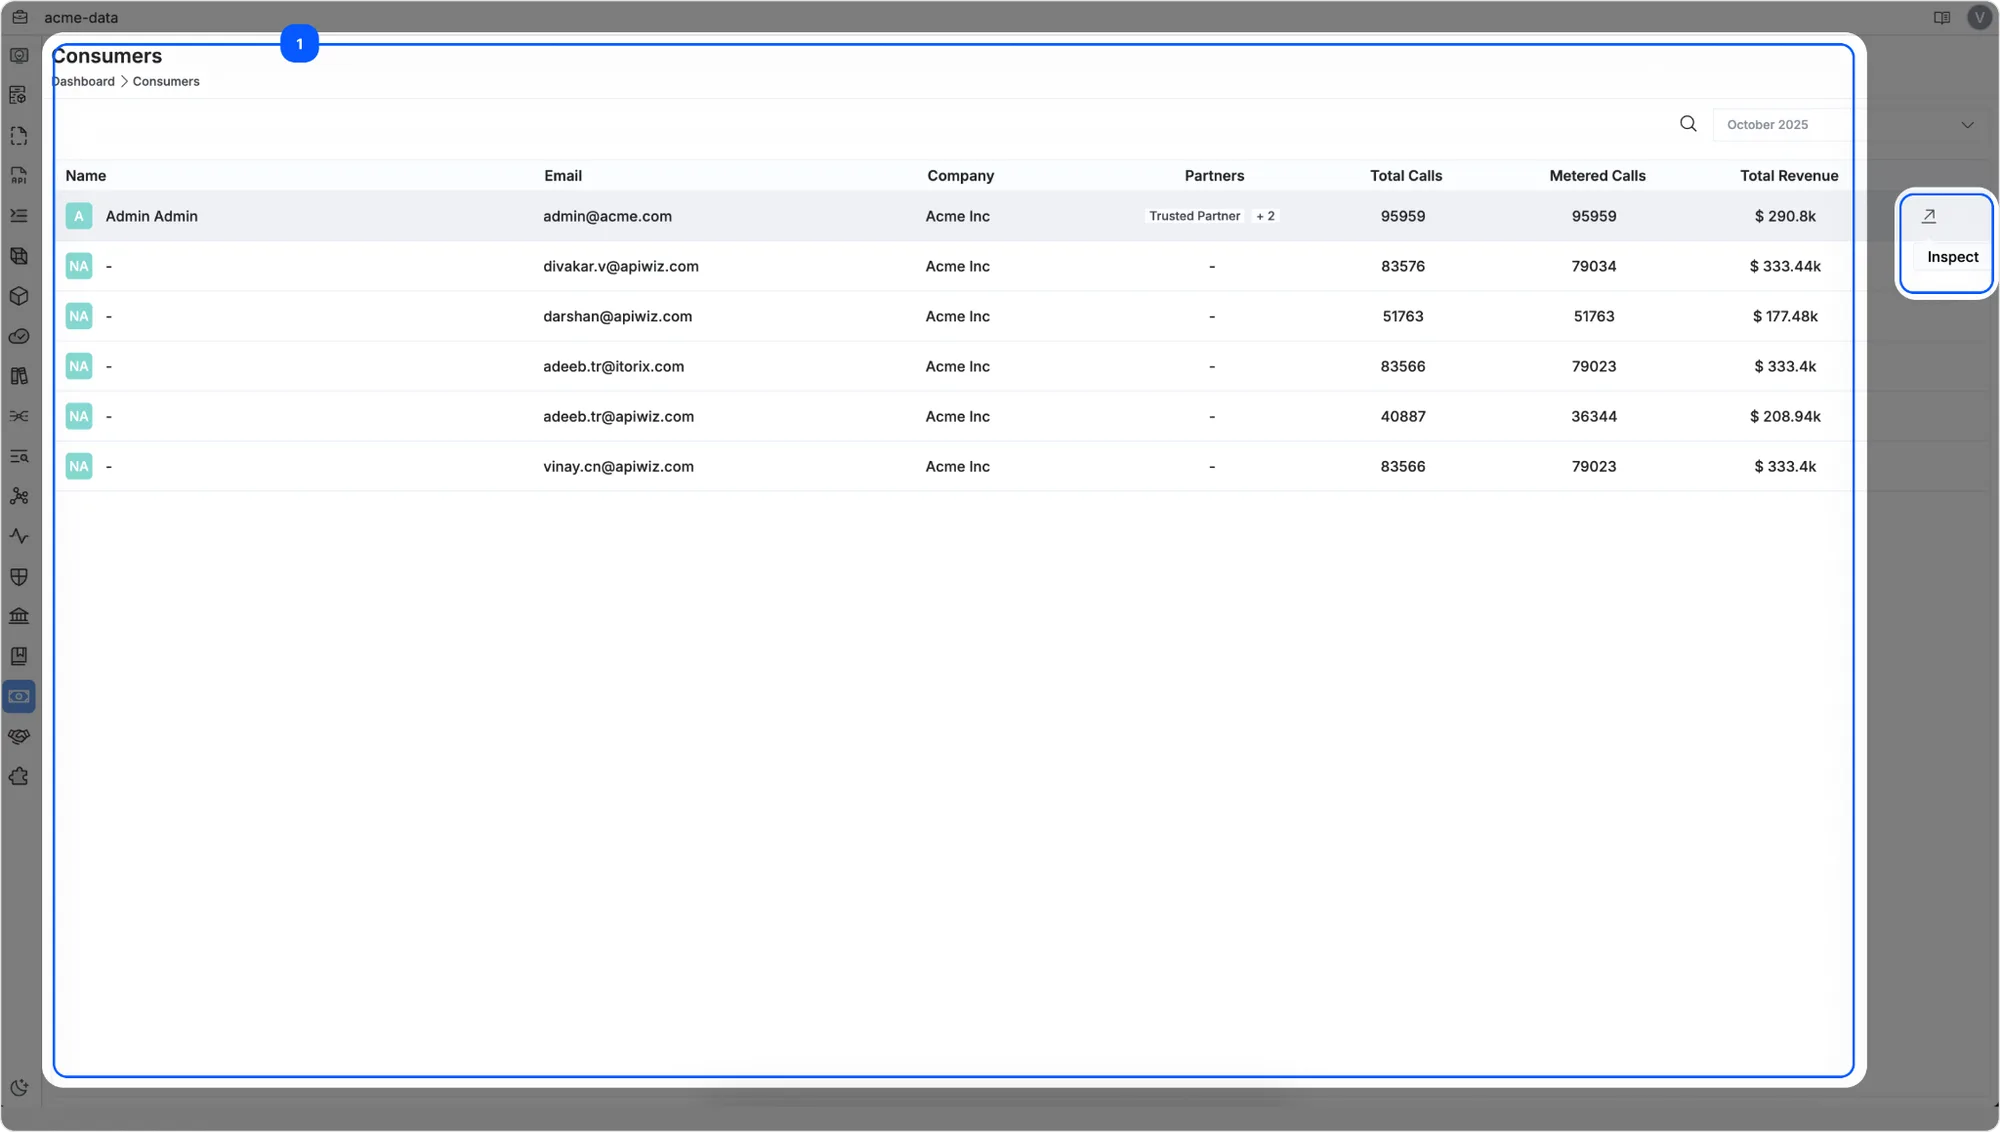 acme-data
V
1
Consumers
Dashboard > Consumers
October 2025
Name Email Company Partners Total Calls Metered Calls Total Revenue
A Admin Admin admin@acme.com Acme Inc Trusted Partner + 2 95959 95959 $ 290.8k
Inspect
NA - divakar.v@apiwiz.com Acme Inc - 83576 79034 $ 333.44k
NA - darshan@apiwiz.com Acme Inc - 51763 51763 $ 177.48k
NA - adeeb.tr@itorix.com Acme Inc - 83566 79023 $ 333.4k
NA - adeeb.tr@apiwiz.com Acme Inc - 40887 36344 $ 208.94k
NA - vinay.cn@apiwiz.com Acme Inc - 83566 79023 $ 333.4k
API